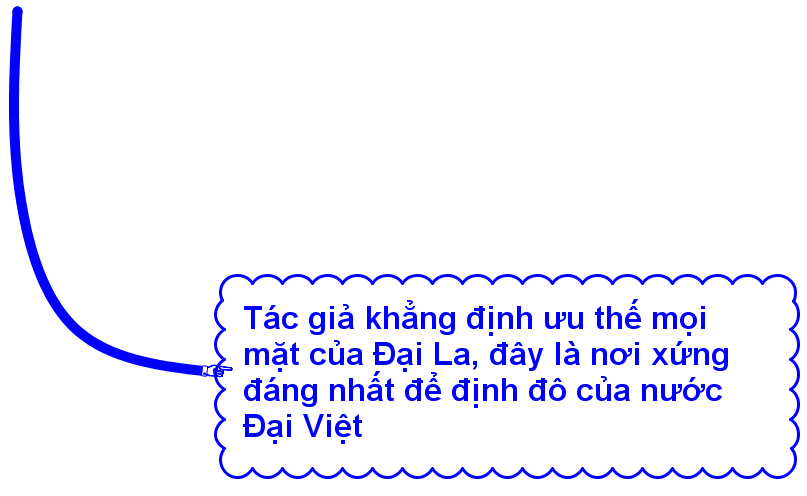 Tác giả khẳng định ưu thế mọi
mặt của Đại La, đây là nơi xứng
đáng nhất để định đô của nước
Đại Việt